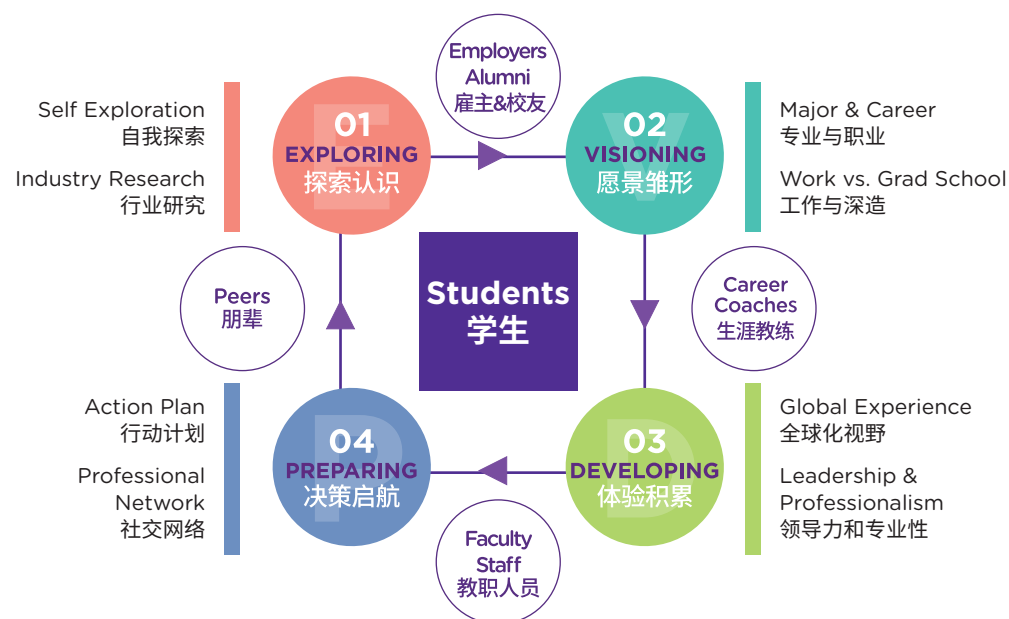 Employers
Alumni
雇主&校友
Self Exploration
自我探索
Industry Research
行业研究
E
01
EXPLORING
探索认识
V
02
VISIONING
愿景雏形
Major & Career
专业与职业
Work vs. Grad School
工作与深造
Peers
朋辈
Students
学生
Career
Coaches
生涯教练
Action Plan
行动计划
Professional
Network
社交网络
P
04
PREPARING
决策启航
D
03
DEVELOPING
体验积累
Global Experience
全球化视野
Leadership &
Professionalism
领导力和专业性
Faculty
Staff
教职人员